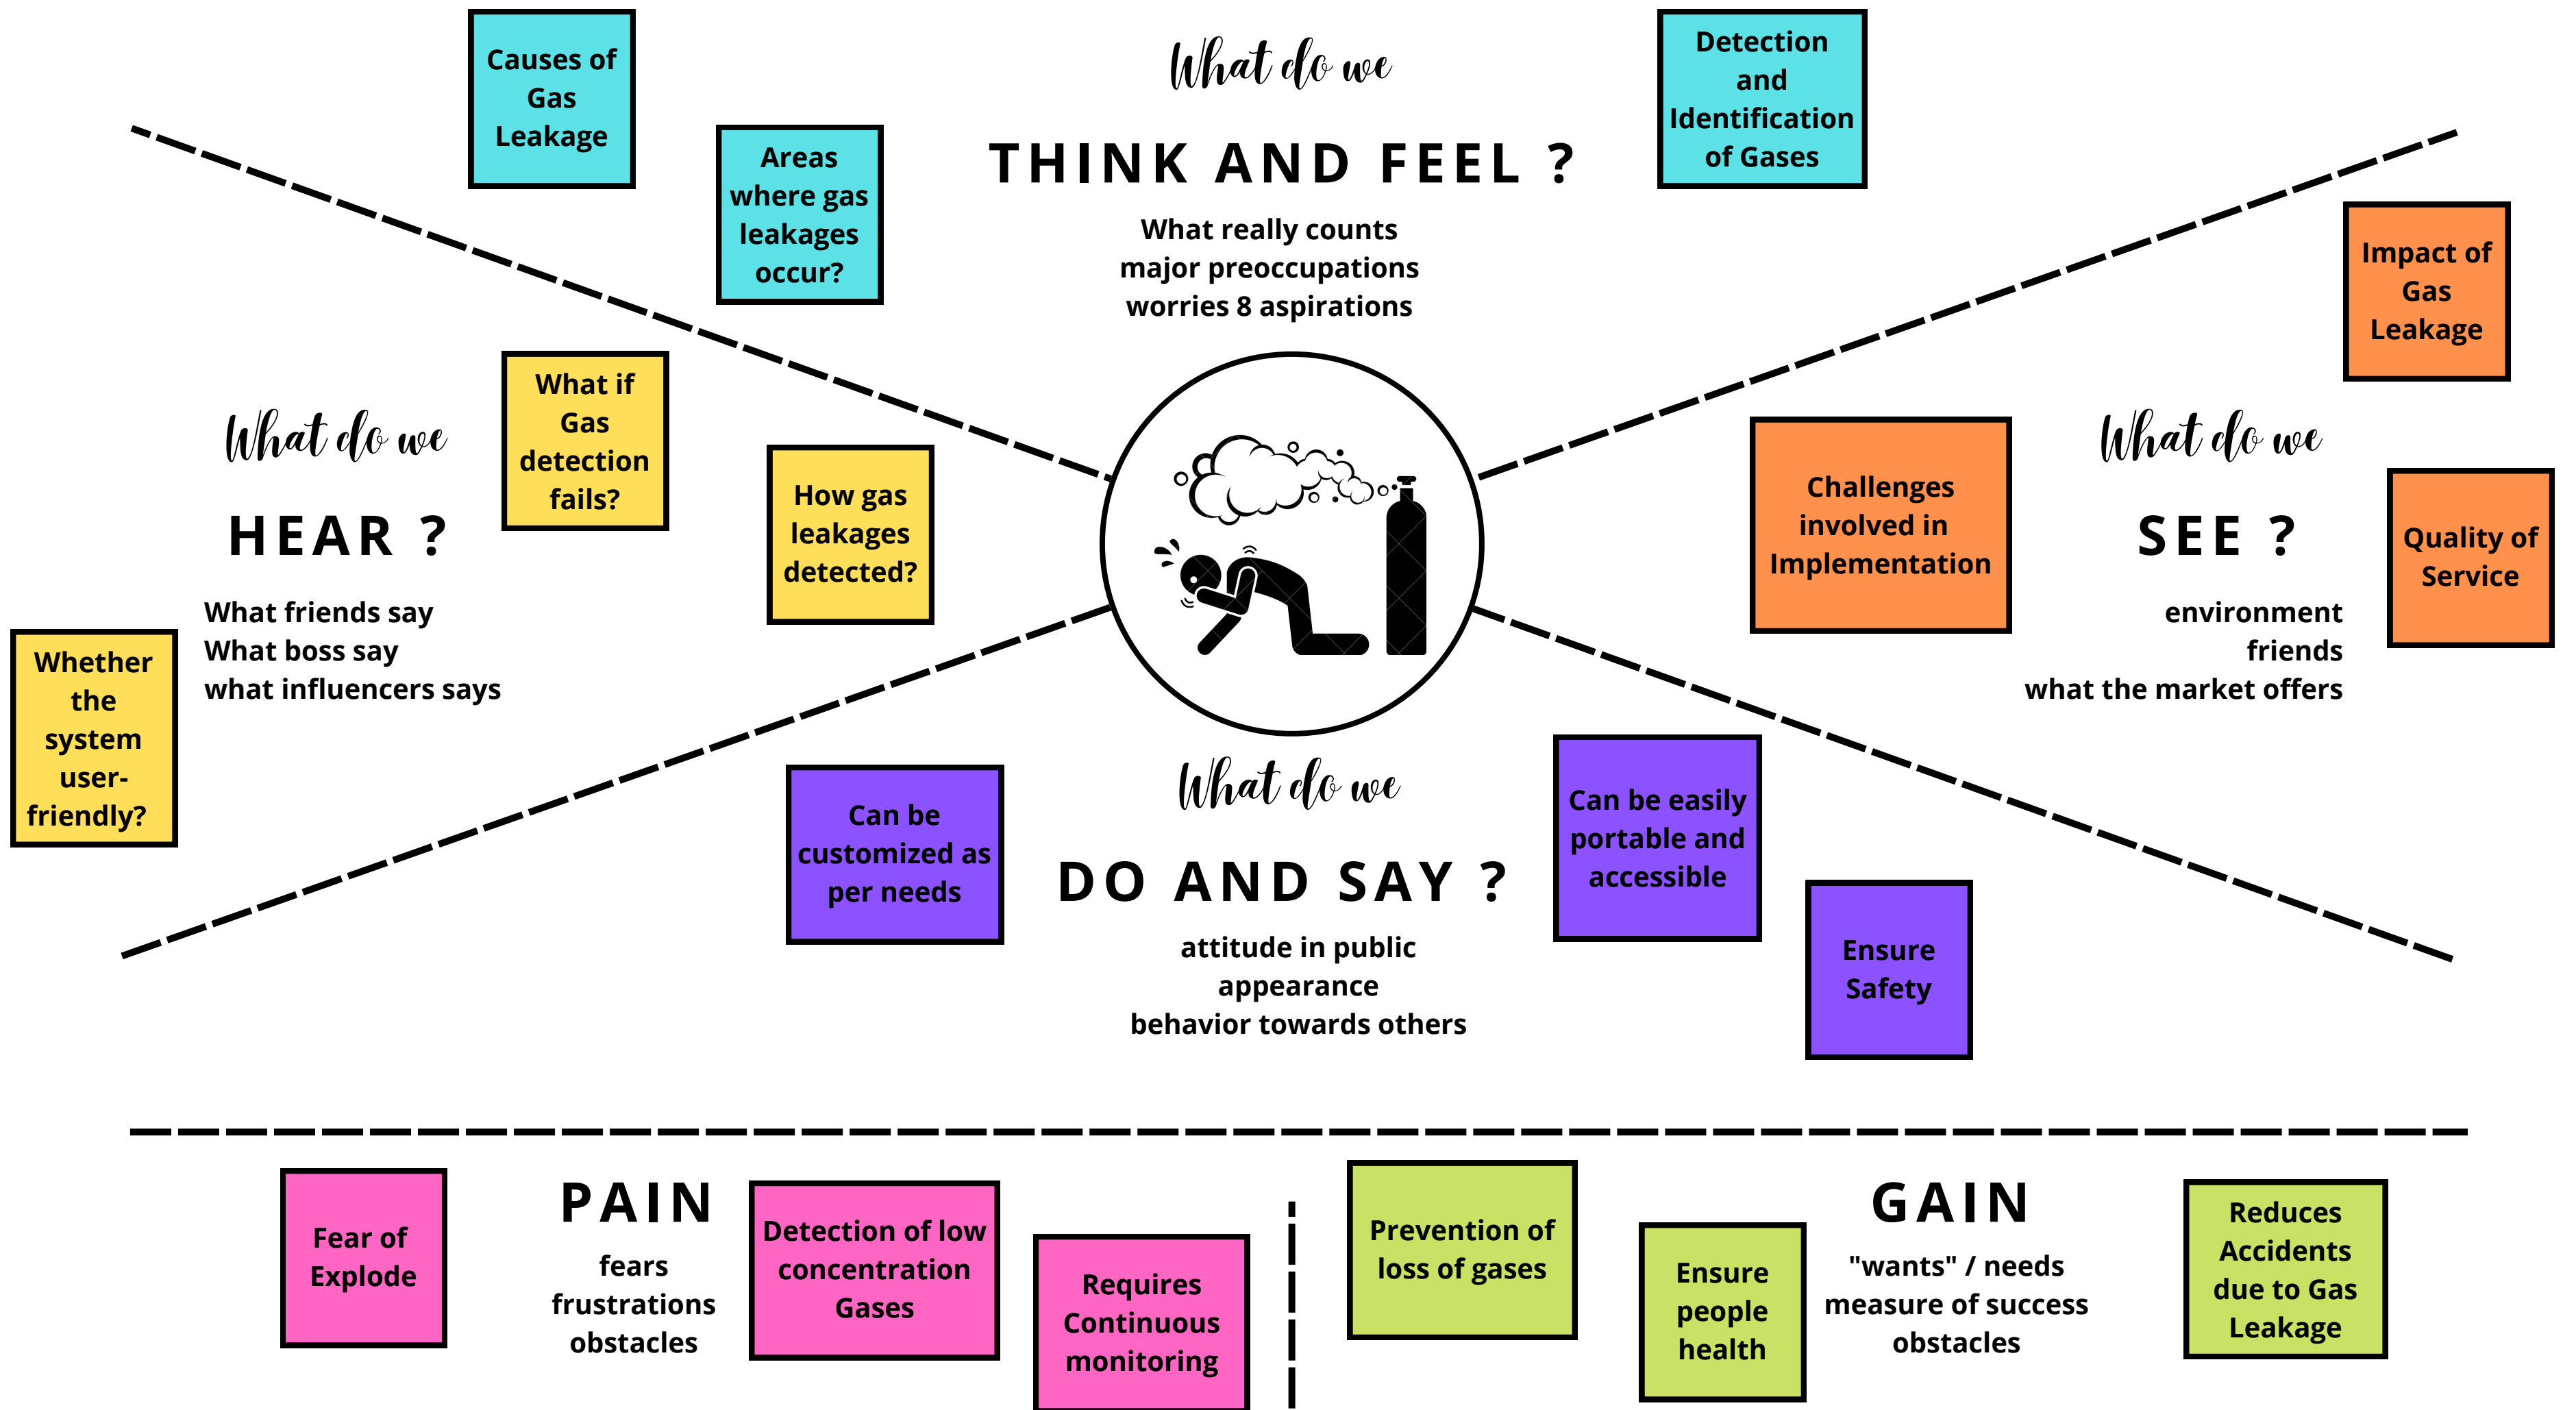 Causes of
Gas
Leakage
Areas
where gas
leakages
occur?
What do we
THINK AND FEEL ?
What really counts
major preoccupations
worries 8 aspirations
Detection
and
Identification
of Gases
What do we
HEAR ?
What friends say
What boss say
what influencers says
What if
Gas
detection
fails?
How gas
leakages
detected?
Whether
the
system
user-
friendly?
Impact of
Gas
Leakage
Challenges
involved in
Implementation
What do we
SEE ?
environment
friends
what the market offers
Quality of
Service
Can be
customized as
per needs
What do we
DO AND SAY ?
attitude in public
appearance
behavior towards others
Can be easily
portable and
accessible
Ensure
Safety
Fear of
Explode
PAIN
fears
frustrations
obstacles
Detection of low
concentration
Gases
Requires
Continuous
monitoring
Prevention of
loss of gases
Ensure
people
health
GAIN
"wants" / needs
measure of success
obstacles
Reduces
Accidents
due to Gas
Leakage